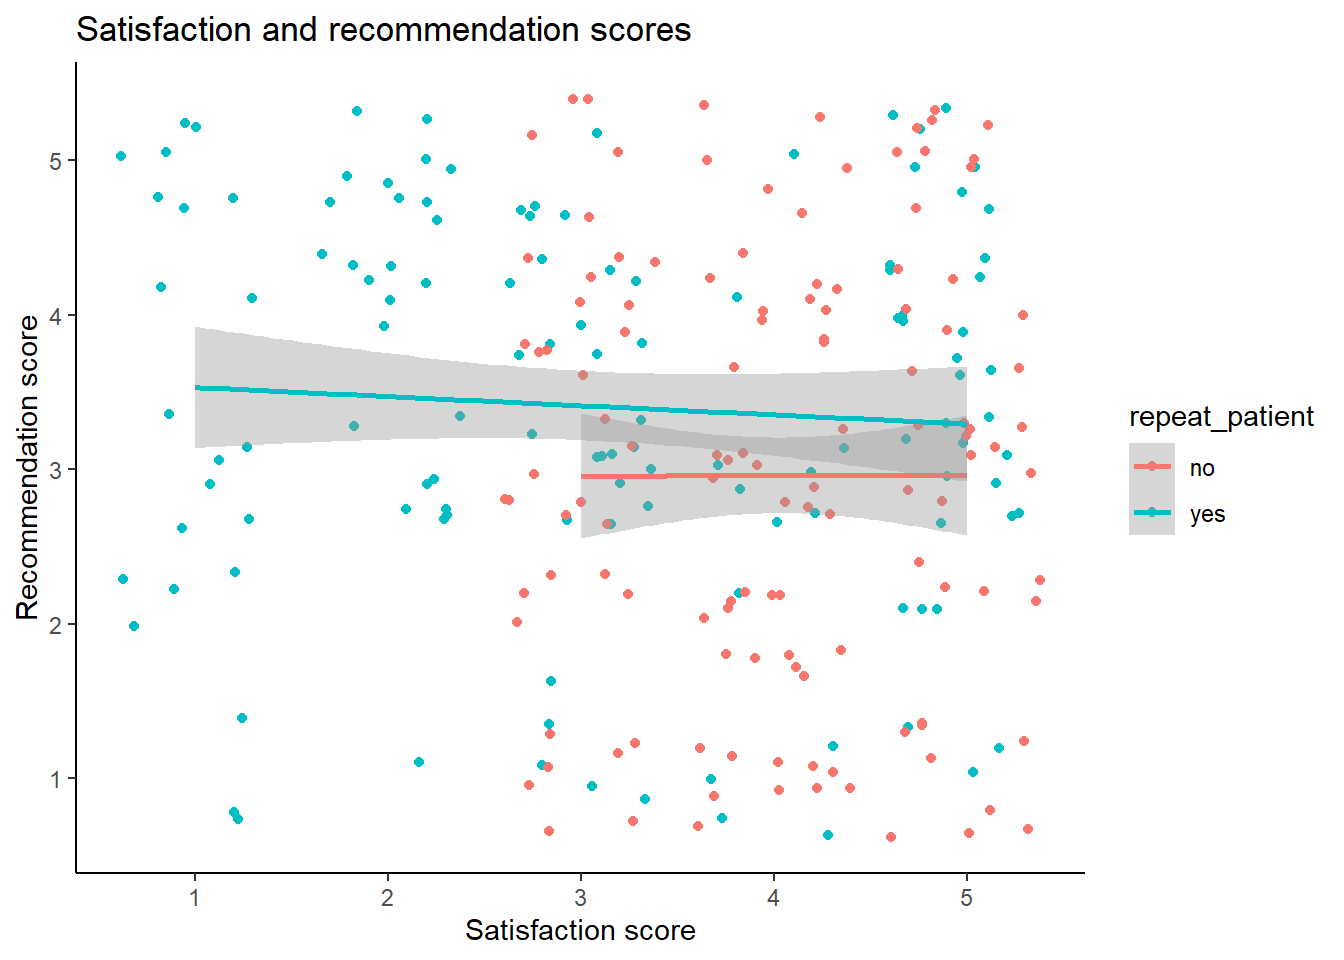 Satisfaction and recommendation scores
Recommendation score
5
4
3
2
1
1 2 3 4 5
Satisfaction score
repeat_patient
no
yes